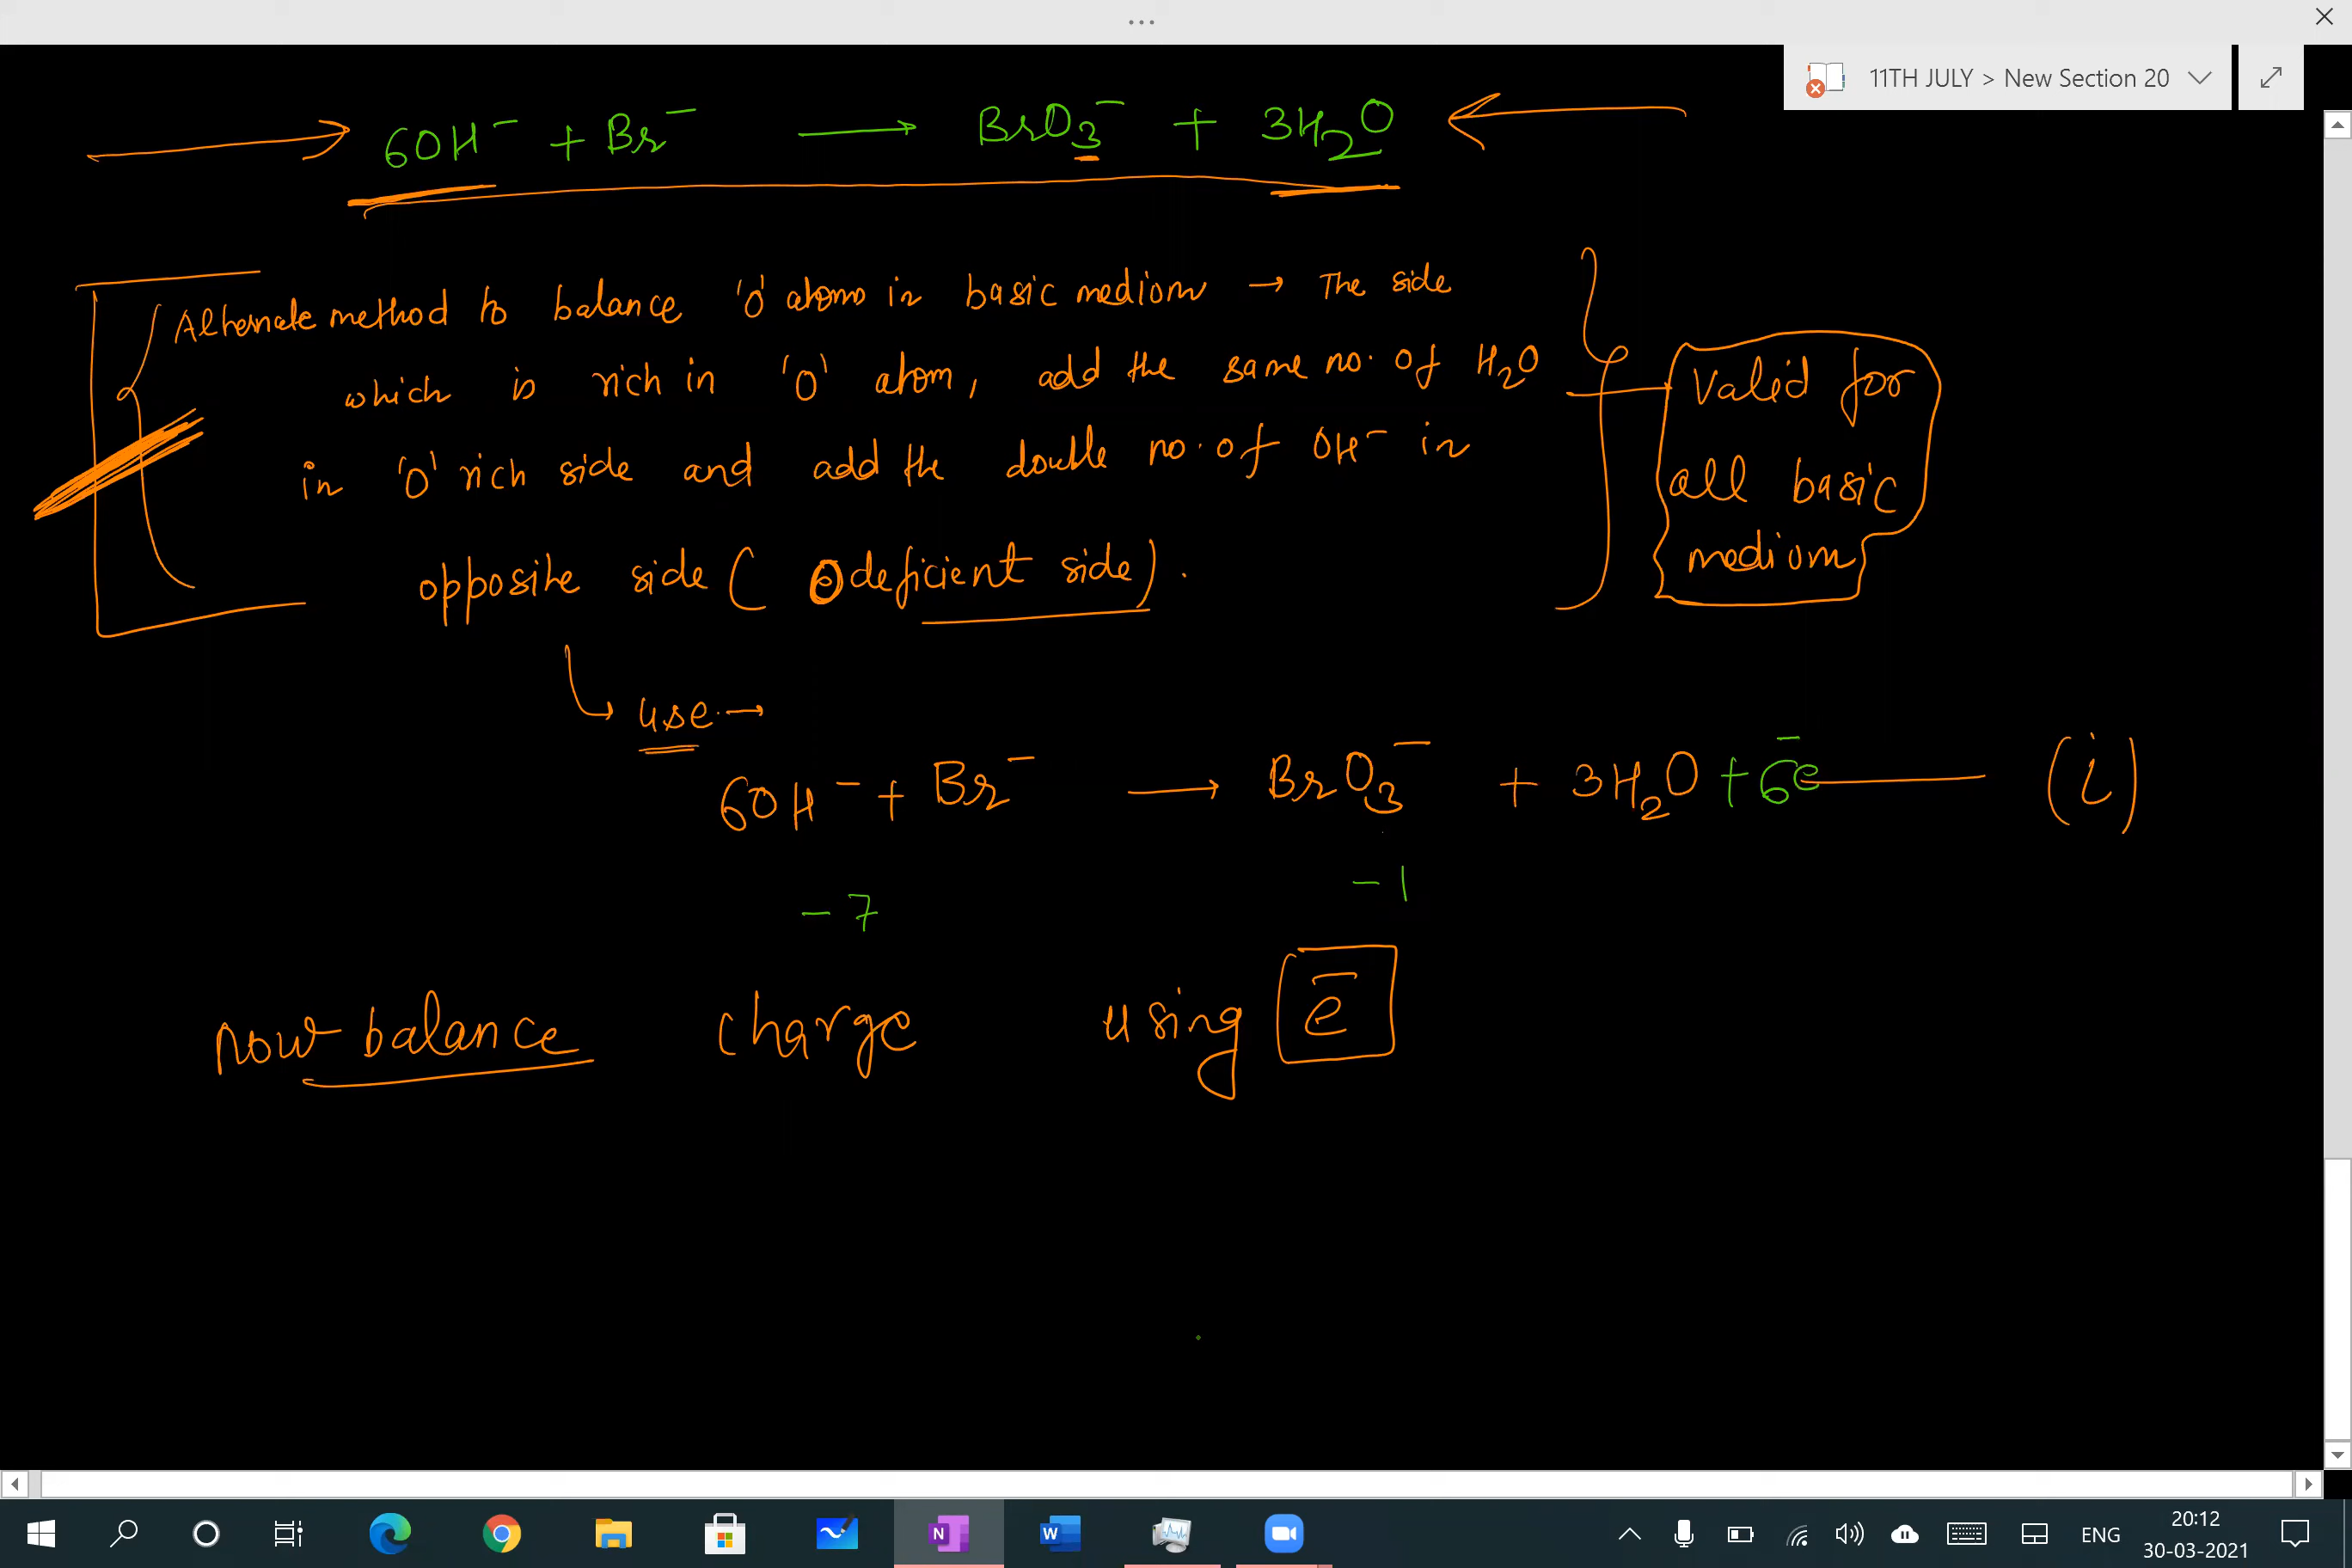 11TH JULY > New Section 20
6OH⁻ + Br⁻ → BrO₃⁻ + 3H₂O
Alternate method to balance 'O' atoms in basic medium → The side
which is rich in 'O' atom, add the same no. of H₂O
in 'O' rich side and add the double no. of OH⁻ in
opposite side ( O deficient side) .
Valid for
all basic
medium
use →
6OH⁻ + Br⁻ → BrO₃⁻ + 3H₂O + 6e⁻ — (i)
-7 -1
now balance charge using e⁻
ENG
20:12
30-03-2021